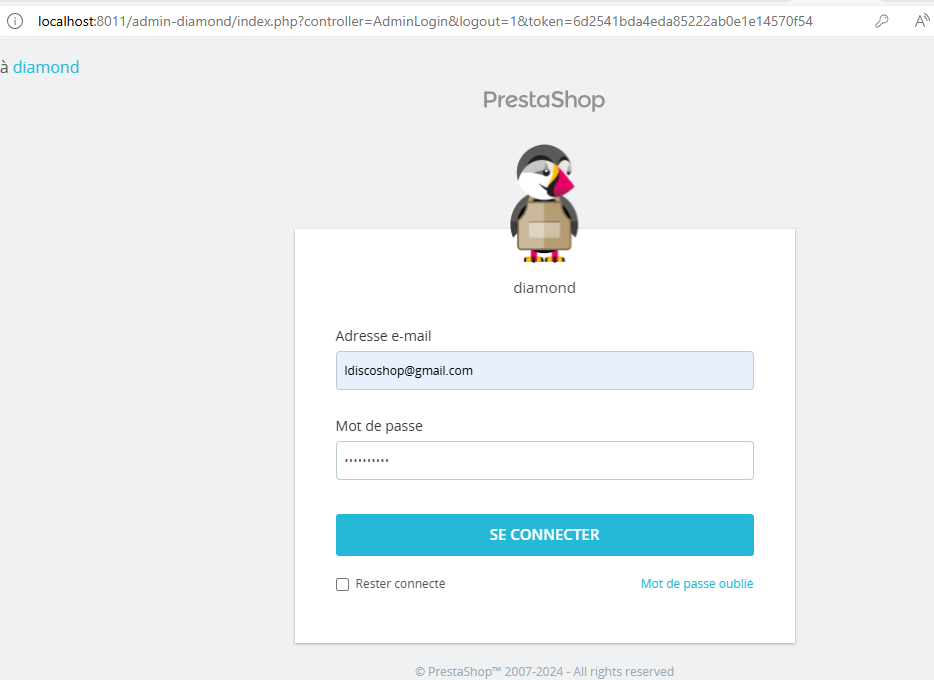 localhost:8011/admin-diamond/index.php?controller=AdminLogin&logout=1&token=6d2541bda4eda85222ab0e1e14570f54
à diamond
PrestaShop
diamond
Adresse e-mail
ldiscoshop@gmail.com
Mot de passe
••••••••••
SE CONNECTER
Rester connecté Mot de passe oublié
© PrestaShop™ 2007-2024 - All rights reserved